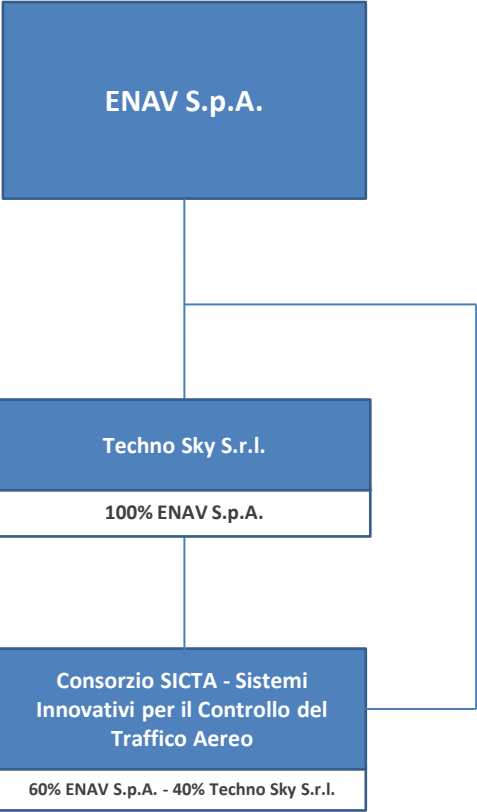 ENAV S.p.A.
Techno Sky S.r.l.
100% ENAV S.p.A.
Consorzio SICTA - Sistemi
Innovativi per il Controllo del
Traffico Aereo
60% ENAV S.p.A. - 40% Techno Sky S.r.l.